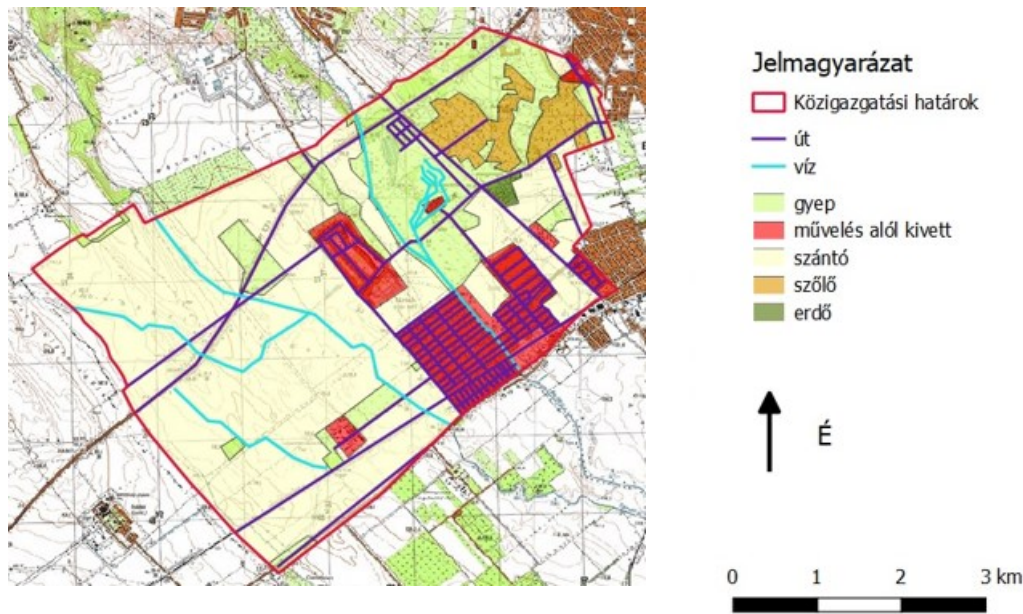 Jelmagyarázat
Közigazgatási határok
út
víz
gyep
művelés alól kivett
szántó
szőlő
erdő
É
0 1 2 3 km